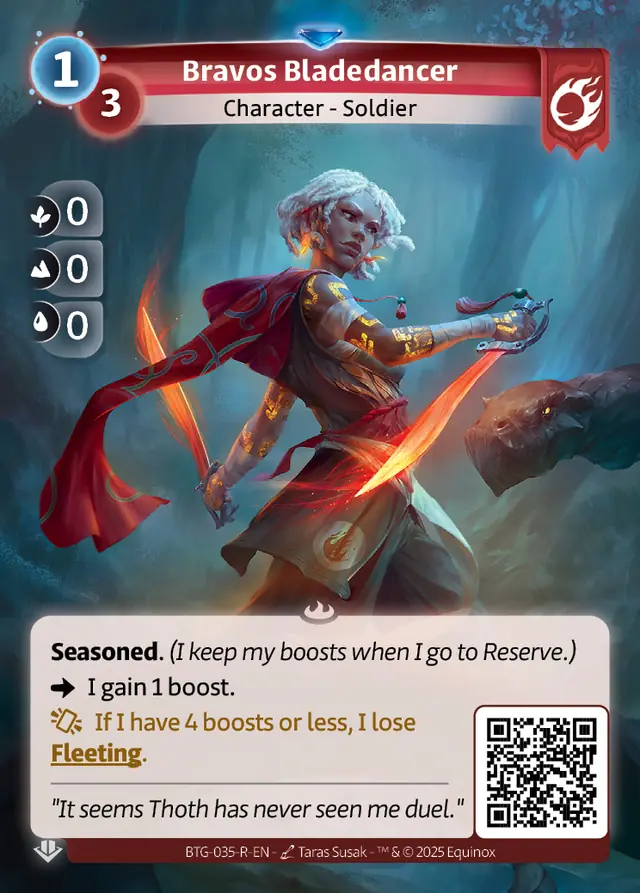 1
Bravos Bladedancer
3
Character - Soldier
0
0
0
Seasoned. (I keep my boosts when I go to Reserve.)
I gain 1 boost.
If I have 4 boosts or less, I lose
Fleeting.
"It seems Thoth has never seen me duel."
BTG-035-R-EN - Taras Susak - ™ & © 2025 Equinox